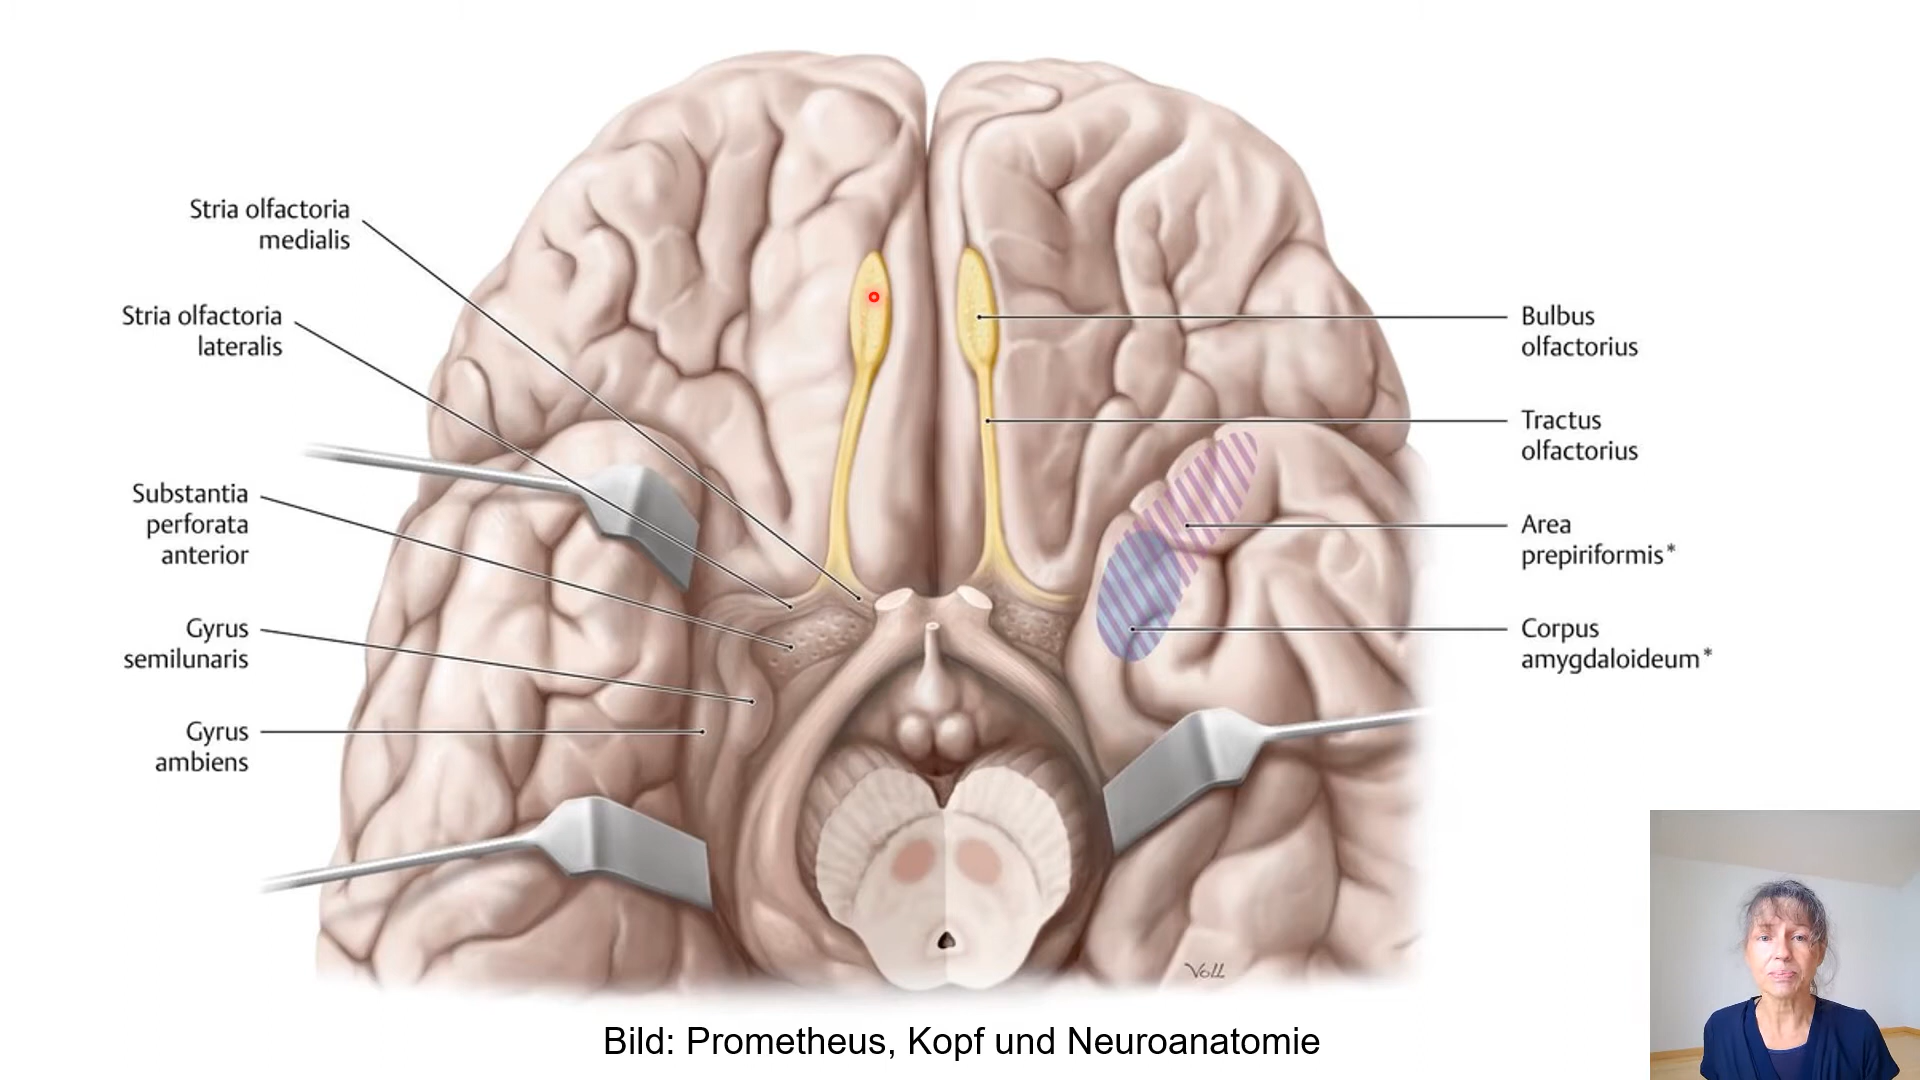 Stria olfactoria
medialis
Stria olfactoria
lateralis
Substantia
perforata
anterior
Gyrus
semilunaris
Gyrus
ambiens
Bulbus
olfactorius
Tractus
olfactorius
Area
prepiriformis*
Corpus
amygdaloideum*
Voll
Bild: Prometheus, Kopf und Neuroanatomie